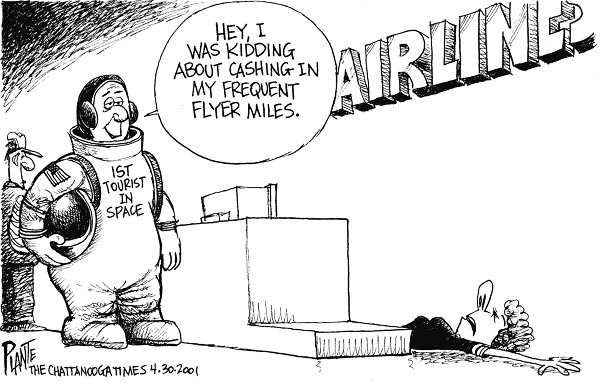 HEY, I
WAS KIDDING
ABOUT CASHING IN
MY FREQUENT
FLYER MILES.
AIRLINES
1ST
TOURIST
IN
SPACE
PLANTE
THE CHATTANOOGA TIMES 4.30.2001